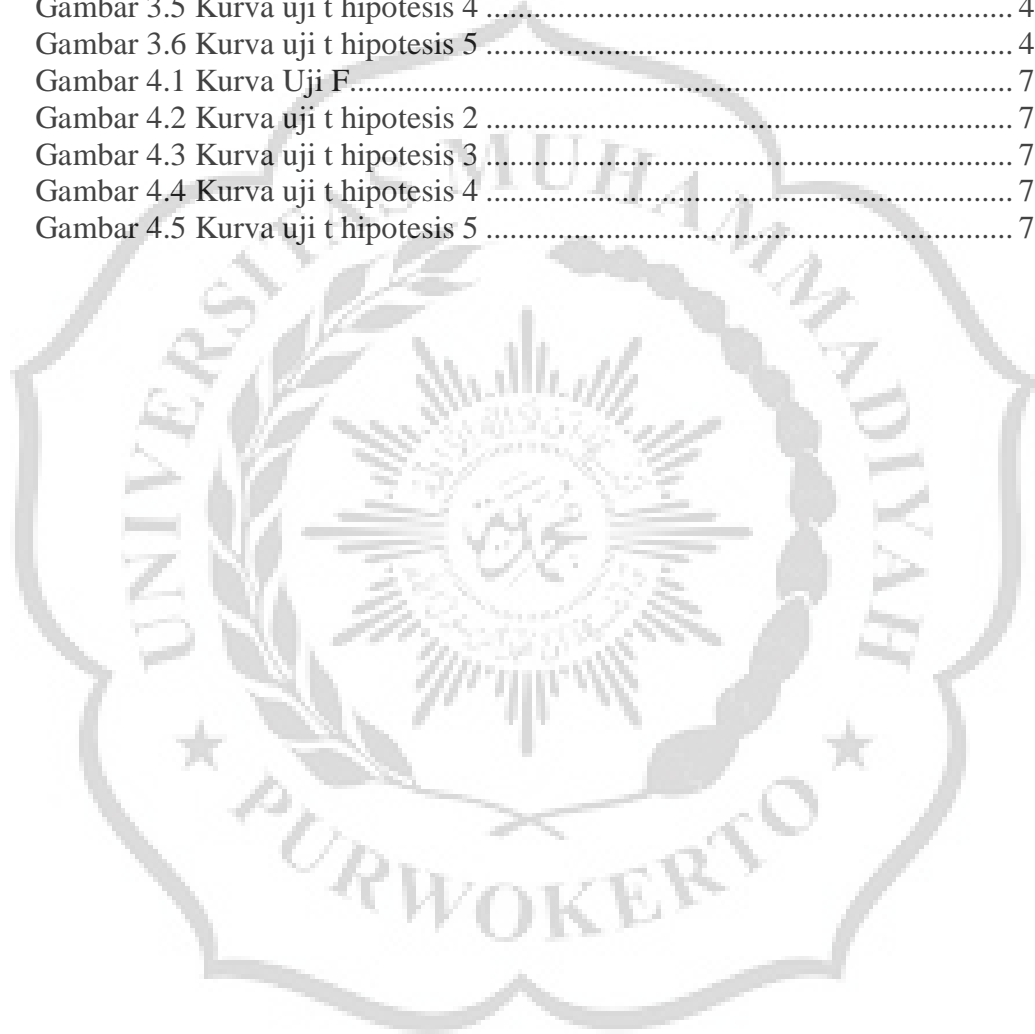 Gambar 3.5 Kurva uji t hipotesis 4 ................................................................ 4
Gambar 3.6 Kurva uji t hipotesis 5 ................................................................ 4
Gambar 4.1 Kurva Uji F................................................................................. 7
Gambar 4.2 Kurva uji t hipotesis 2 ................................................................ 7
Gambar 4.3 Kurva uji t hipotesis 3 ................................................................ 7
Gambar 4.4 Kurva uji t hipotesis 4 ................................................................ 7
Gambar 4.5 Kurva uji t hipotesis 5 ................................................................ 7
UNIVERSITAS MUHAMMADIYAH
PURWOKERTO